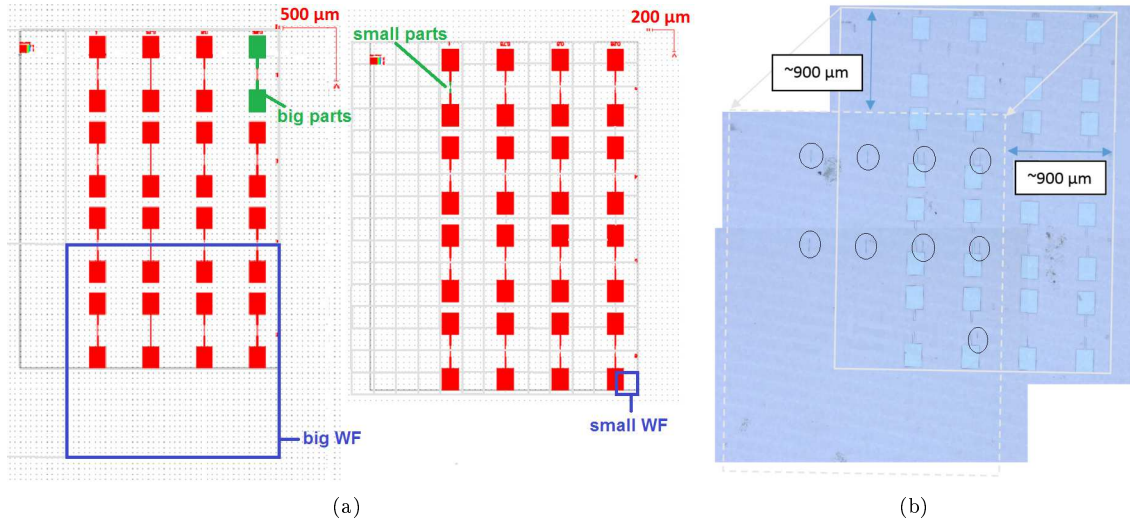 500 µm
200 µm
small parts
big parts
big WF
small WF
~900 µm
~900 µm
(a)
(b)